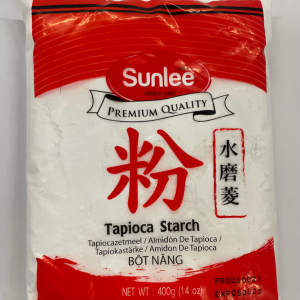 Sunlee
PREMIUM QUALITY
粉
水磨菱
Tapioca Starch
Tapiocazetmeel / Almidón De Tapioca /
Tapiokastärke / Amidon De Tapioca
BỘT NĂNG
NET WT : 400g (14 oz)